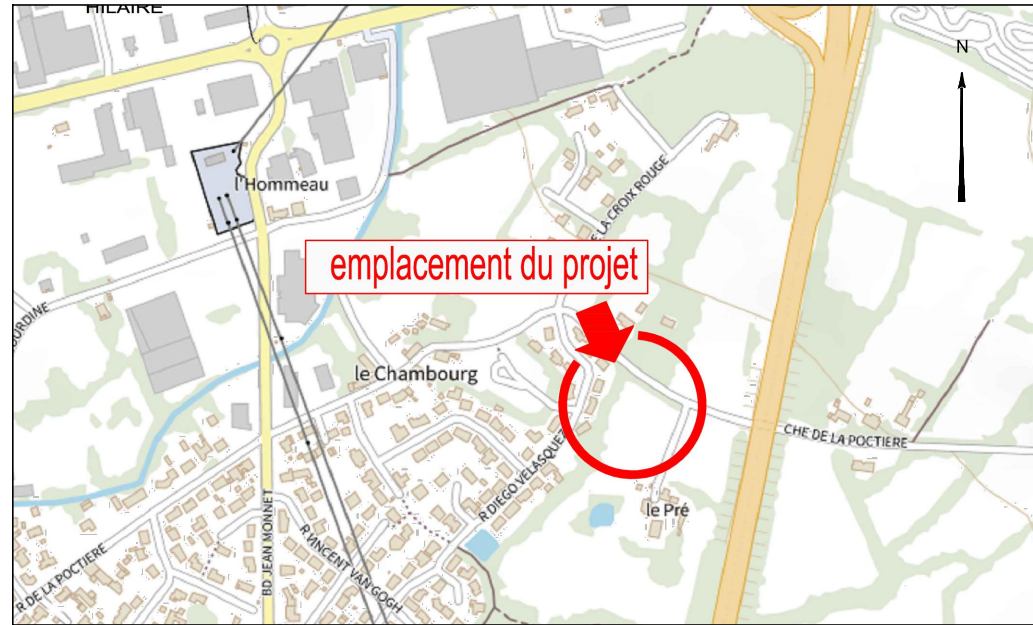 HILAIRE
N
l'Hommeau
E LA CROIX ROUGE
emplacement du projet
OURDINE
le Chambourg
CHE DE LA POCTIERE
R DIEGO VELASQUEZ
le Pré
BD JEAN MONNET
R VINCENT VAN GOGH
R DE LA POCTIERE